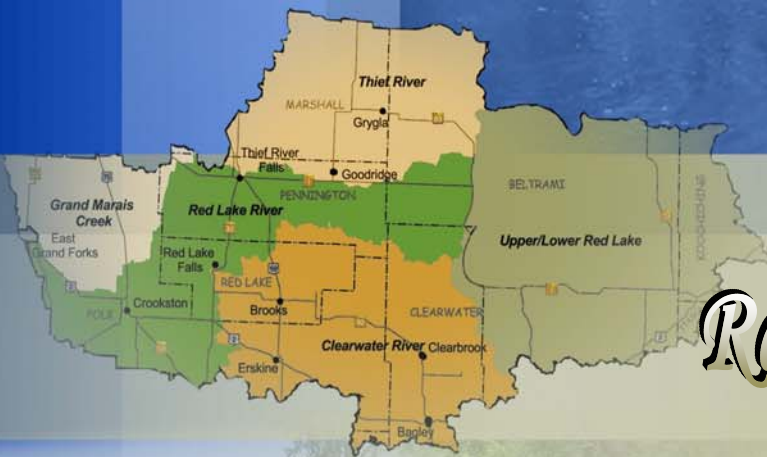 Thief River
MARSHALL
Grygla
Thief River
Falls
Goodridge
PENNINGTON
BELTRAMI
KOOCHICHING
Grand Marais
Creek
East
Grand Forks
Red Lake River
Upper/Lower Red Lake
Red Lake
Falls
RED LAKE
POLK
Crookston
Brooks
CLEARWATER
Clearwater River
Clearbrook
Erskine
Bagley